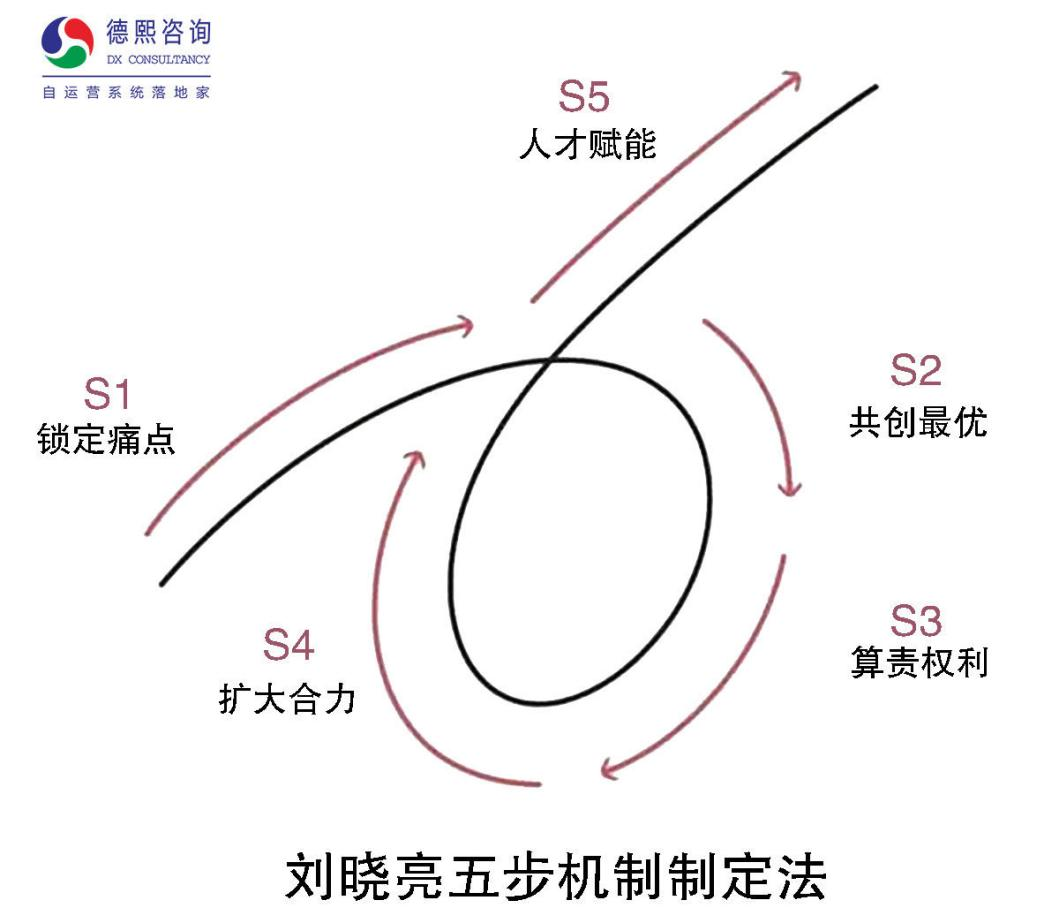 德熙咨询
DX CONSULTANCY
自运营系统落地家
S5
人才赋能
S1
锁定痛点
S2
共创最优
S3
算责权利
S4
扩大合力
刘晓亮五步机制制定法